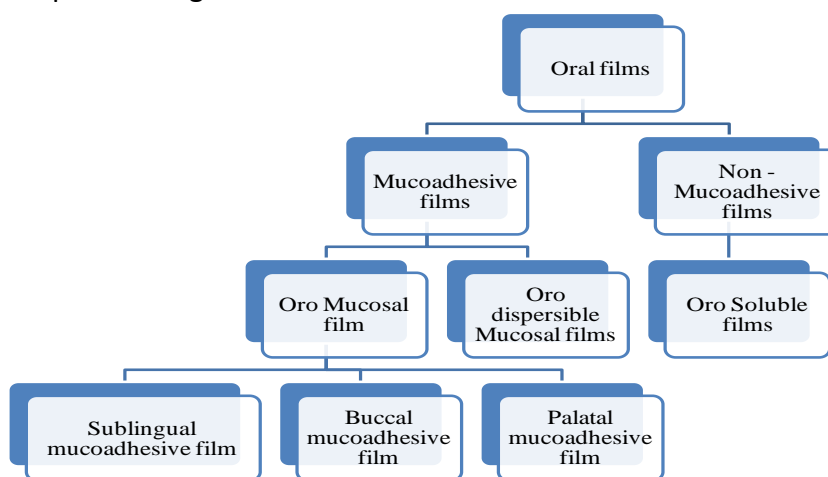 Oral films
Mucoadhesive
films
Non -
Mucoadhesive
films
Oro Mucosal
film
Oro
dispersible
Mucosal films
Oro Soluble
films
Sublingual
mucoadhesive film
Buccal
mucoadhesive
film
Palatal
mucoadhesive
film